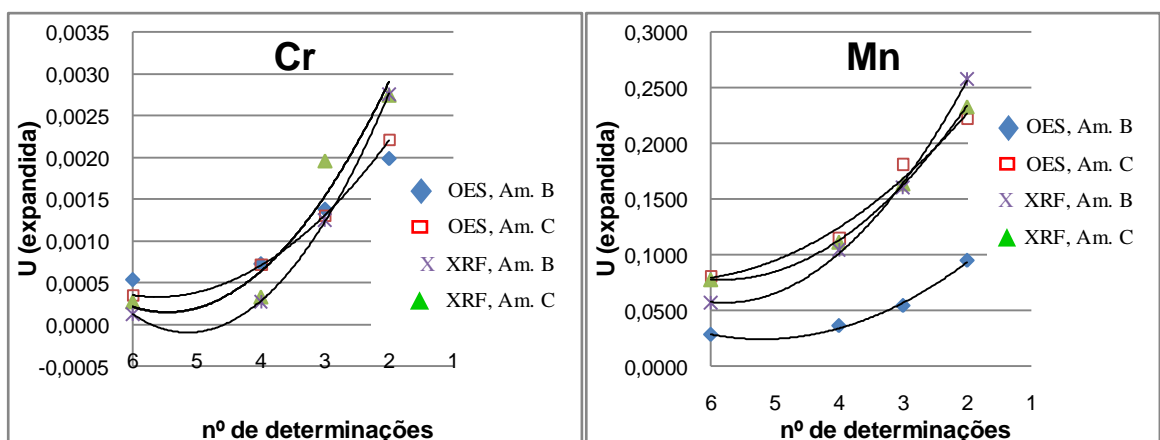 Cr
U (expandida)
0,0035
0,0030
0,0025
0,0020
0,0015
0,0010
0,0005
0,0000
-0,0005
6 5 4 3 2 1
nº de determinações
OES, Am. B
OES, Am. C
XRF, Am. B
XRF, Am. C
Mn
U (expandida)
0,3000
0,2500
0,2000
0,1500
0,1000
0,0500
0,0000
6 5 4 3 2 1
nº de determinações
OES, Am. B
OES, Am. C
XRF, Am. B
XRF, Am. C